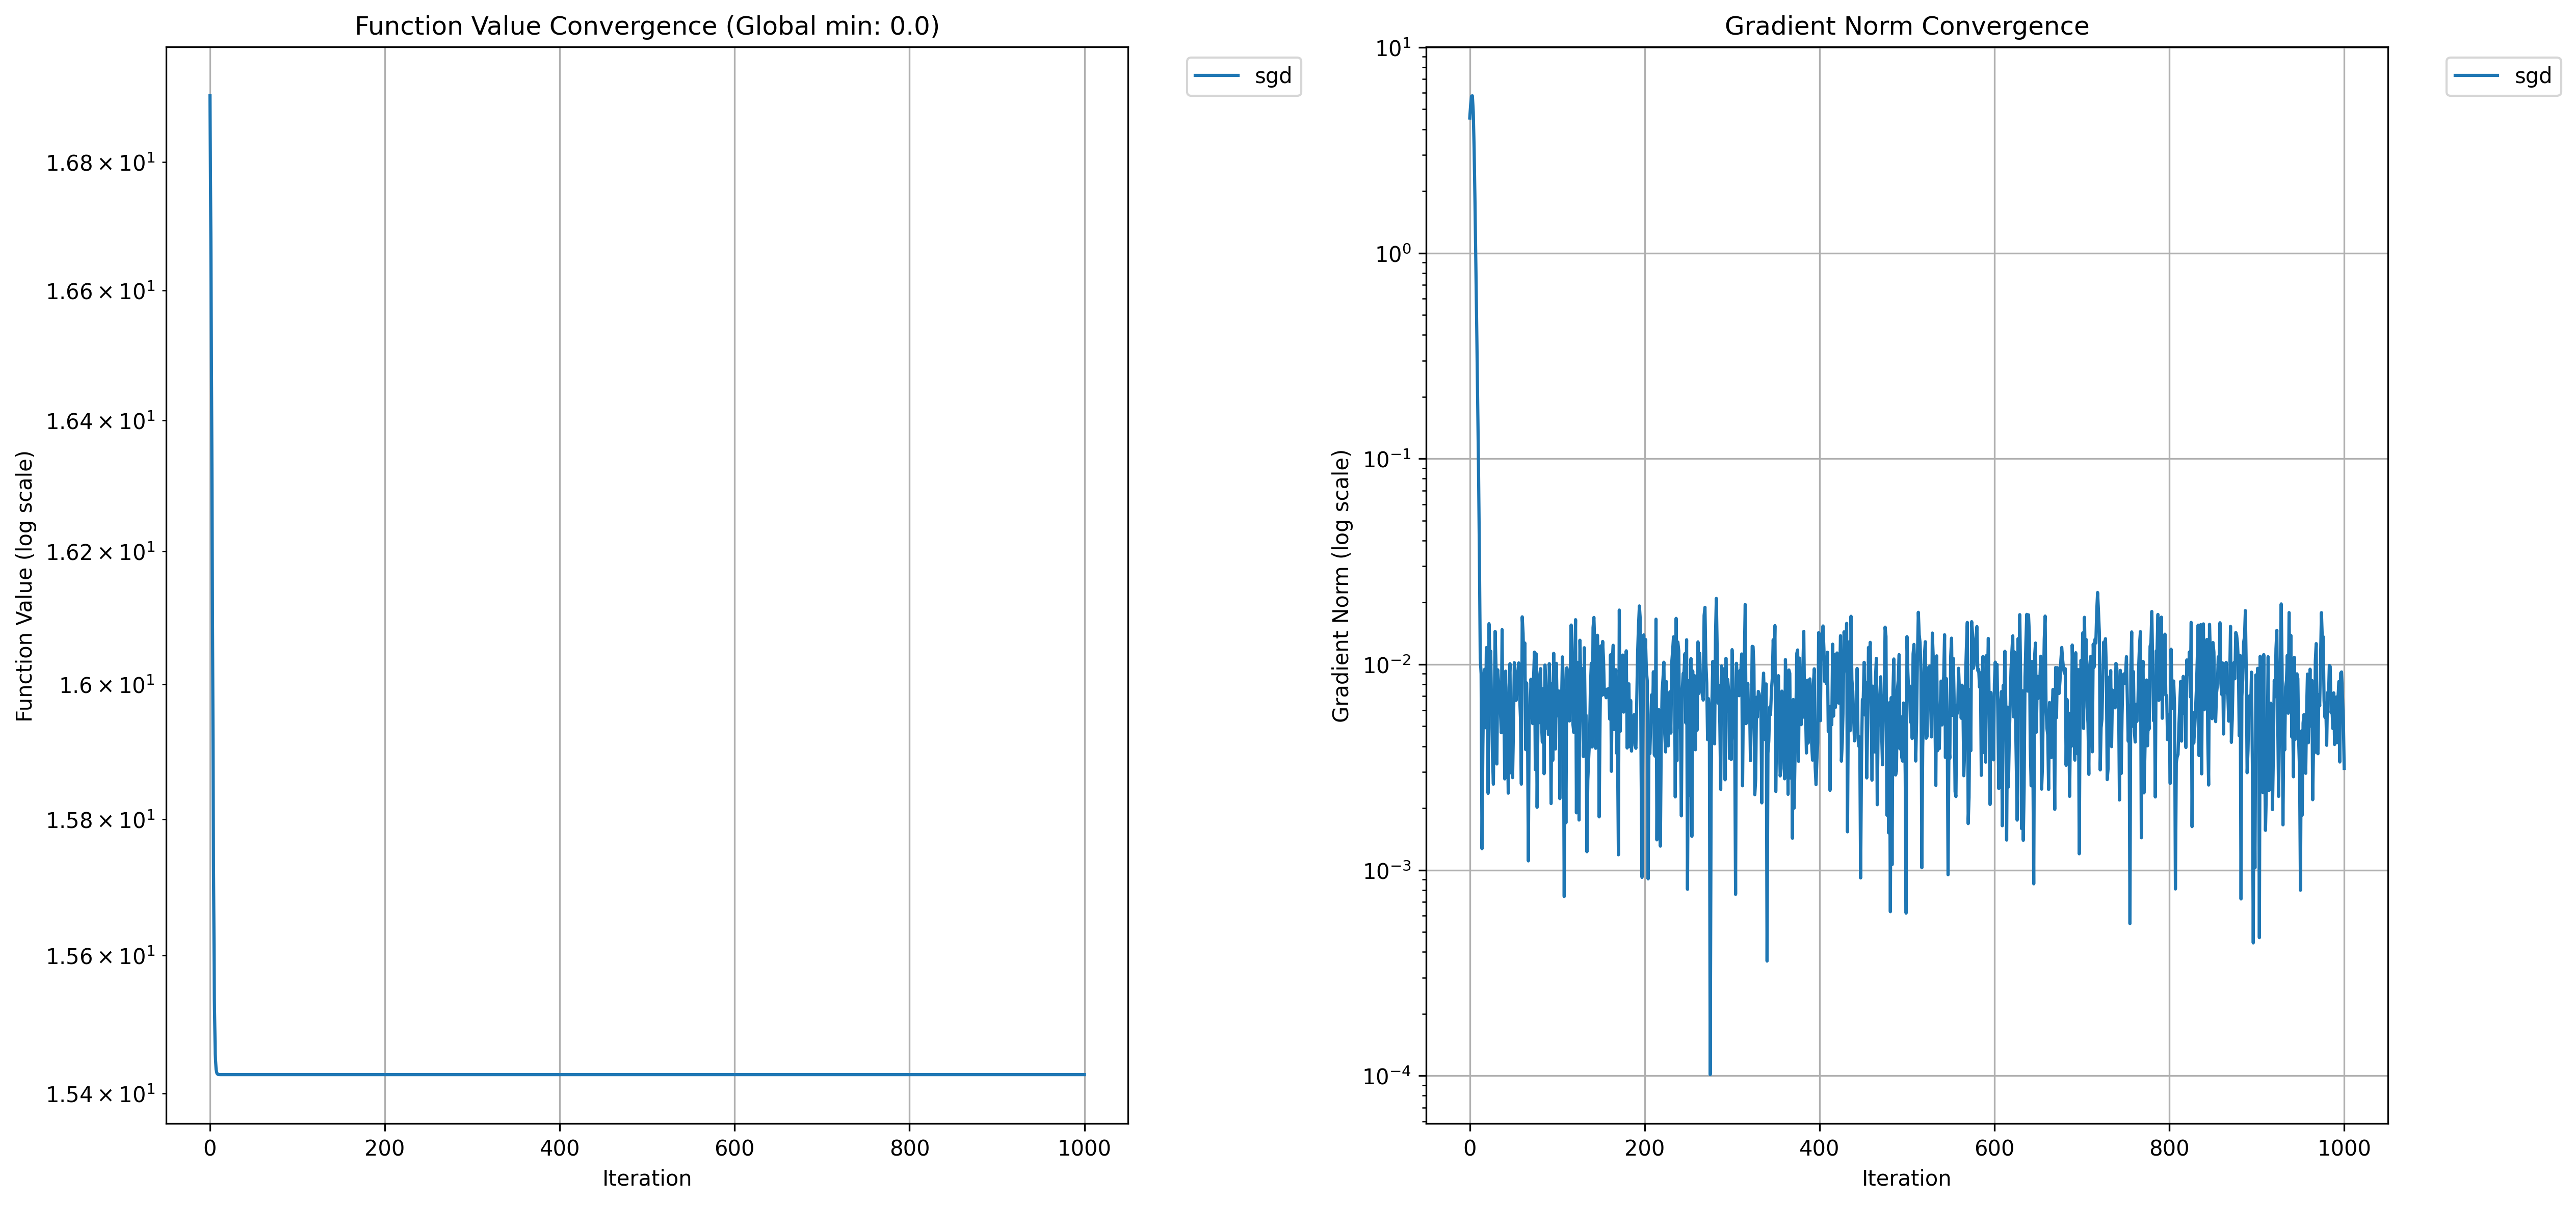 Function Value Convergence (Global min: 0.0)
Function Value (log scale)
1.68 × 10¹
1.66 × 10¹
1.64 × 10¹
1.62 × 10¹
1.6 × 10¹
1.58 × 10¹
1.56 × 10¹
1.54 × 10¹
0 200 400 600 800 1000
Iteration
sgd
Gradient Norm Convergence
Gradient Norm (log scale)
10¹
10⁰
10⁻¹
10⁻²
10⁻³
10⁻⁴
0 200 400 600 800 1000
Iteration
sgd